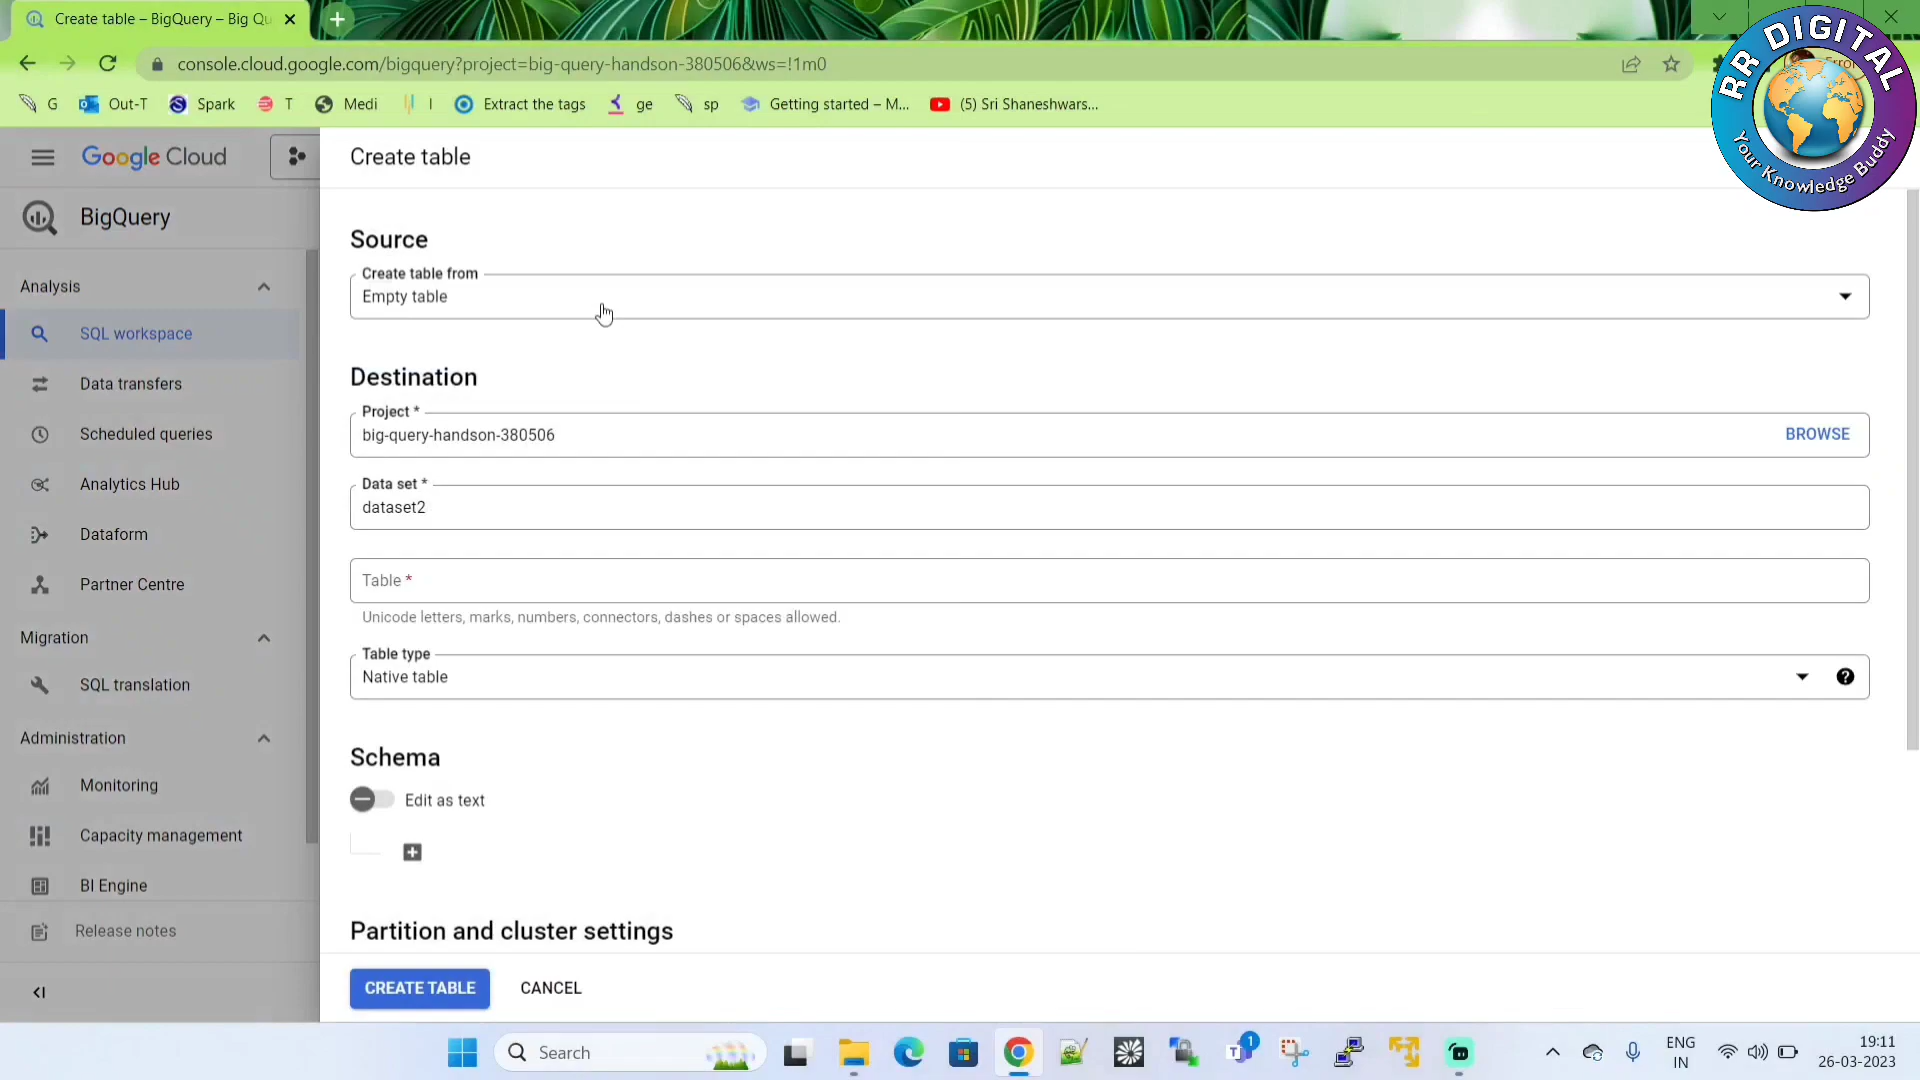 Create table – BigQuery – Big Qu
console.cloud.google.com/bigquery?project=big-query-handson-380506&ws=!1m0
Error
G
Out-T
Spark
T
Medi
I
Extract the tags
ge
sp
Getting started – M...
(5) Sri Shaneshwars...
RR DIGITAL
Your Knowledge Buddy
Google Cloud
Create table
BigQuery
Analysis
SQL workspace
Data transfers
Scheduled queries
Analytics Hub
Dataform
Partner Centre
Migration
SQL translation
Administration
Monitoring
Capacity management
BI Engine
Release notes
Source
Create table from
Empty table
Destination
Project *
big-query-handson-380506
BROWSE
Data set *
dataset2
Table *
Unicode letters, marks, numbers, connectors, dashes or spaces allowed.
Table type
Native table
Schema
Edit as text
Partition and cluster settings
CREATE TABLE
CANCEL
Search
1
ENG
IN
19:11
26-03-2023